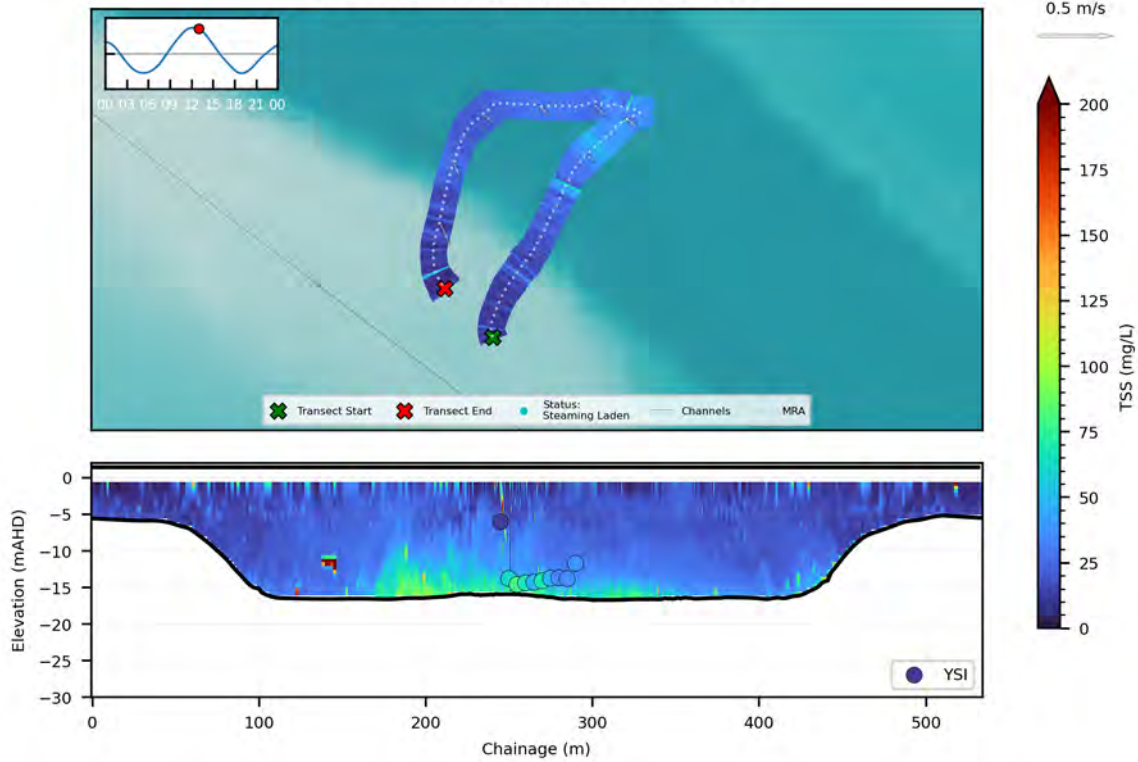 0.5 m/s
00 03 06 09 12 15 18 21 00
Transect Start
Transect End
Status:
Steaming Laden
Channels
MRA
200
175
150
125
100
75
50
25
0
TSS (mg/L)
0
−5
−10
−15
−20
−25
−30
Elevation (mAHD)
YSI
0 100 200 300 400 500
Chainage (m)